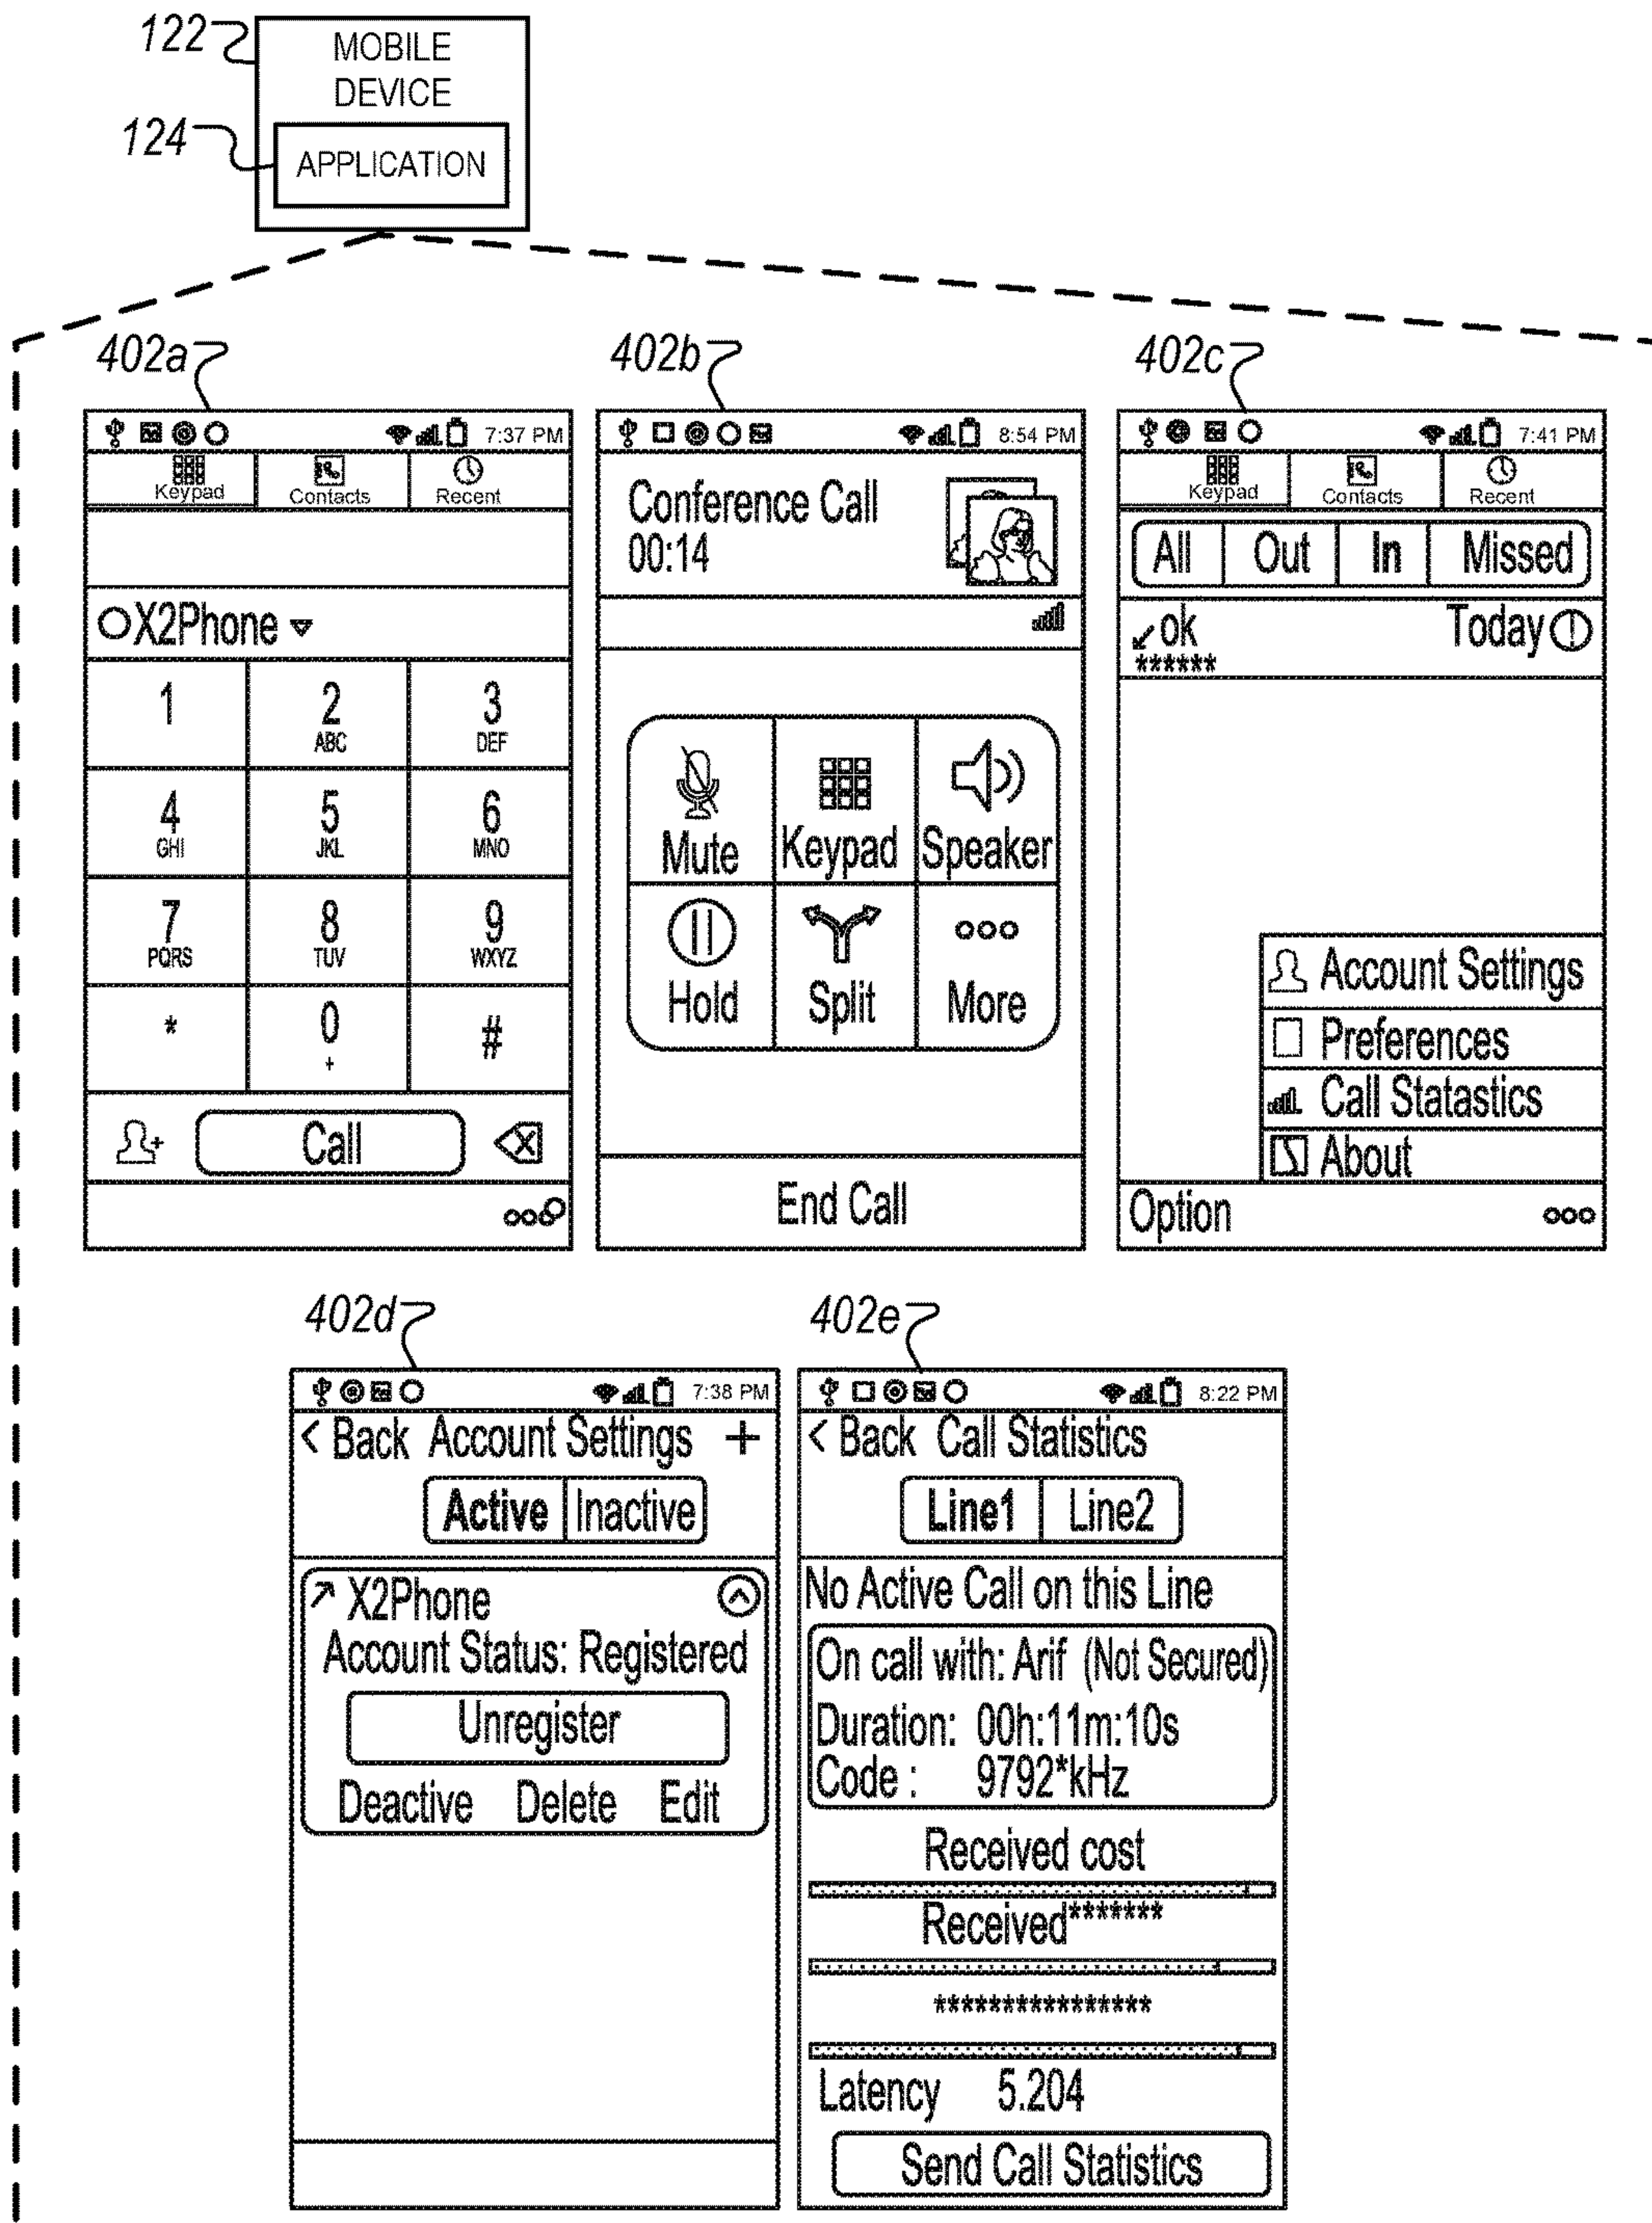 122
MOBILE
DEVICE
124
APPLICATION
402a
402b
402c
7:37 PM
Keypad
Contacts
Recent
X2Phone
1
2
3
ABC
DEF
4
5
6
GHI
JKL
MNO
7
8
9
PQRS
TUV
WXYZ
*
0
#
+
Call
8:54 PM
Conference Call
00:14
Mute
Keypad
Speaker
Hold
Split
More
End Call
7:41 PM
Keypad
Contacts
Recent
All
Out
In
Missed
ok
Today
******
Account Settings
Preferences
Call Statastics
About
Option
402d
402e
7:38 PM
< Back Account Settings +
Active
Inactive
X2Phone
Account Status: Registered
Unregister
Deactive Delete Edit
8:22 PM
< Back Call Statistics
Line1
Line2
No Active Call on this Line
On call with: Arif (Not Secured)
Duration: 00h:11m:10s
Code : 9792*kHz
Received cost
Received*******
****************
Latency 5.204
Send Call Statistics